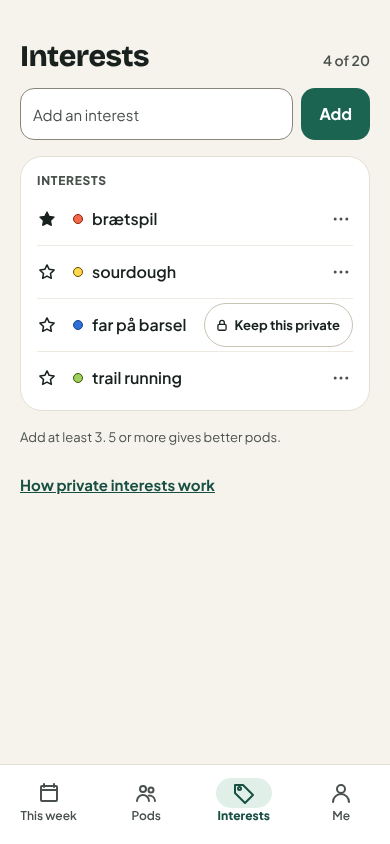 Interests
4 of 20
Add an interest
Add
INTERESTS
brætspil
sourdough
far på barsel
Keep this private
trail running
Add at least 3. 5 or more gives better pods.
How private interests work
This week
Pods
Interests
Me